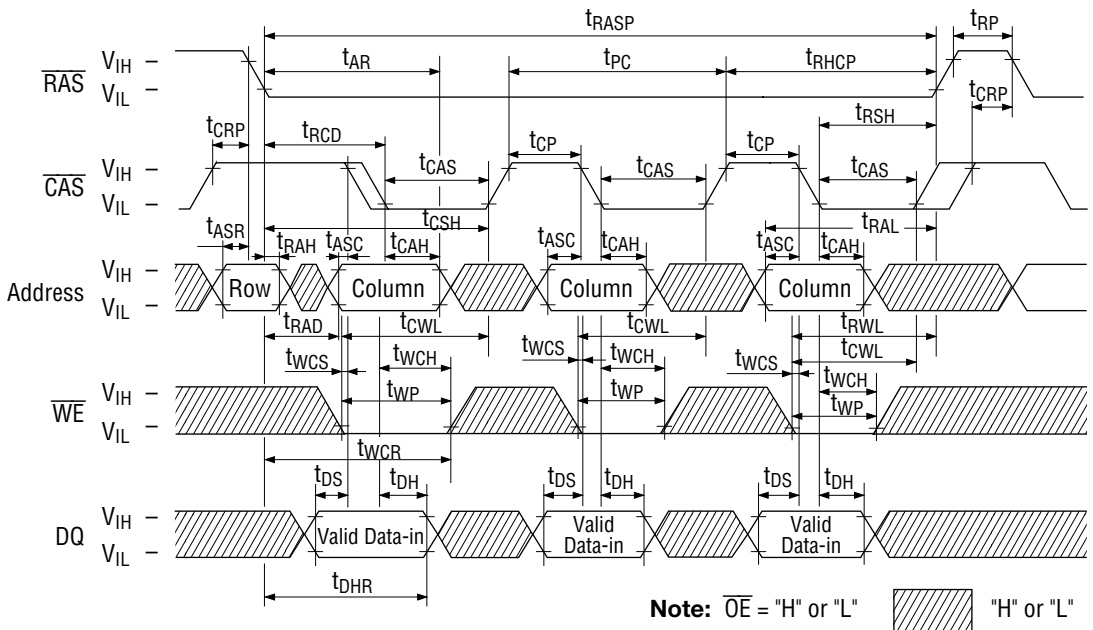 tRASP
tRP
tAR
tPC
tRHCP
RAS
VIH –
VIL –
tCRP
tCRP
tRCD
tRSH
tCP
tCP
CAS
VIH –
VIL –
tCAS
tCAS
tCAS
tCSH
tRAL
tASR
tRAH
tASC
tCAH
tASC
tCAH
tASC
tCAH
Address
VIH –
VIL –
Row
Column
Column
Column
tRAD
tCWL
tCWL
tRWL
tCWL
tWCS
tWCH
tWCS
tWCH
tWCS
tWCH
WE
VIH –
VIL –
tWP
tWP
tWP
tWCR
tDS
tDH
tDS
tDH
tDS
tDH
DQ
VIH –
VIL –
Valid Data-in
Valid
Data-in
Valid
Data-in
tDHR
Note: OE = "H" or "L"
"H" or "L"